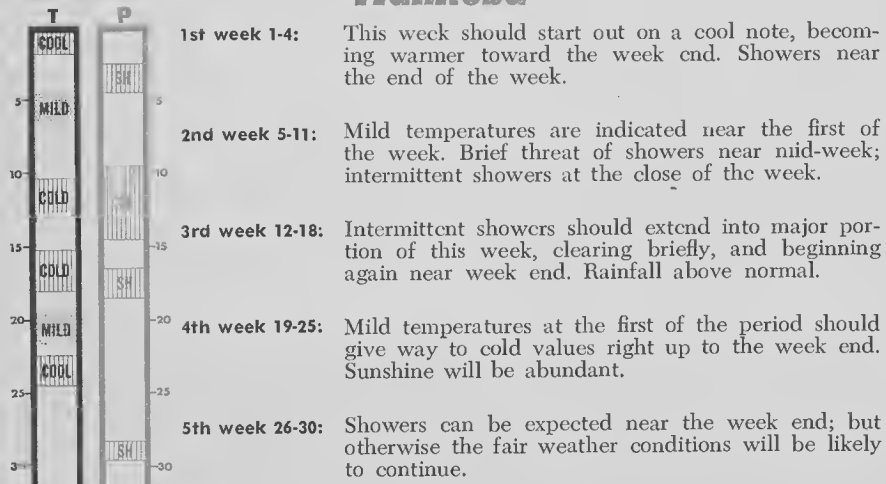 T P
COOL
SH
5 MILD 5
10 COLD 10
15 COLD 15
SH
20 MILD 20
COOL
25 25
SH
3 30
1st week 1-4: This week should start out on a cool note, becom-
ing warmer toward the week end. Showers near
the end of the week.
2nd week 5-11: Mild temperatures are indicated near the first of
the week. Brief threat of showers near mid-week;
intermittent showers at the close of the week.
3rd week 12-18: Intermittent showers should extend into major por-
tion of this week, clearing briefly, and beginning
again near week end. Rainfall above normal.
4th week 19-25: Mild temperatures at the first of the period should
give way to cold values right up to the week end.
Sunshine will be abundant.
5th week 26-30: Showers can be expected near the week end; but
otherwise the fair weather conditions will be likely
to continue.